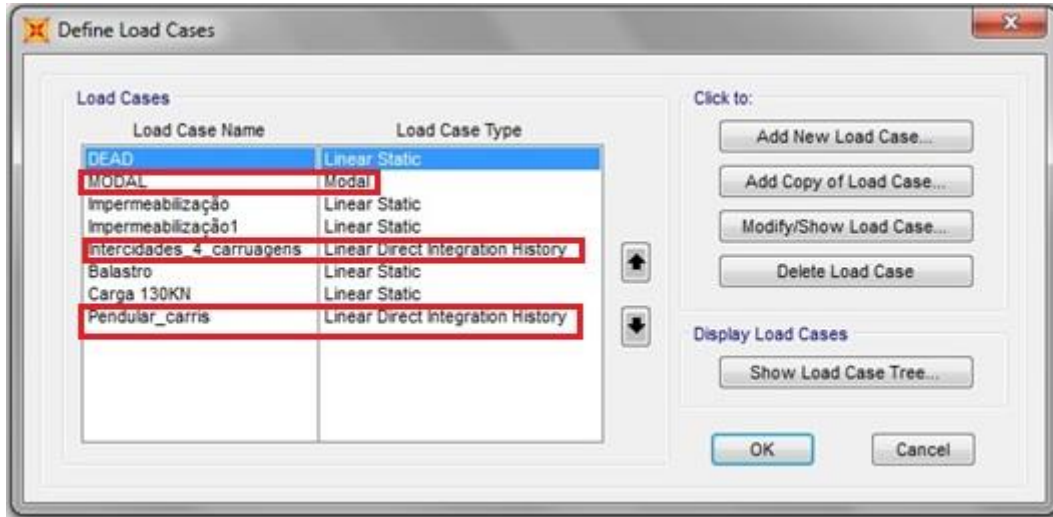 Define Load Cases
Load Cases
Load Case Name Load Case Type
DEAD Linear Static
MODAL Modal
Impermeabilização Linear Static
Impermeabilização1 Linear Static
Intercidades_4_carruagens Linear Direct Integration History
Balastro Linear Static
Carga 130KN Linear Static
Pendular_carris Linear Direct Integration History
Click to:
Add New Load Case...
Add Copy of Load Case...
Modify/Show Load Case...
Delete Load Case
Display Load Cases
Show Load Case Tree...
OK Cancel